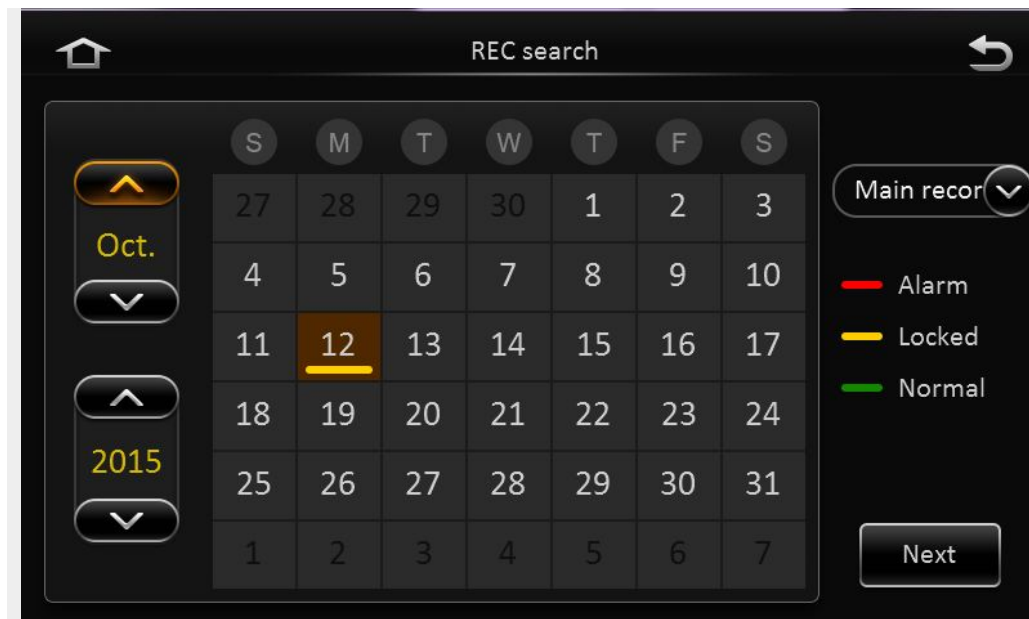 REC search
S M T W T F S
27 28 29 30 1 2 3
Main recor
Oct.
4 5 6 7 8 9 10
Alarm
11 12 13 14 15 16 17
Locked
Normal
18 19 20 21 22 23 24
2015
25 26 27 28 29 30 31
1 2 3 4 5 6 7
Next